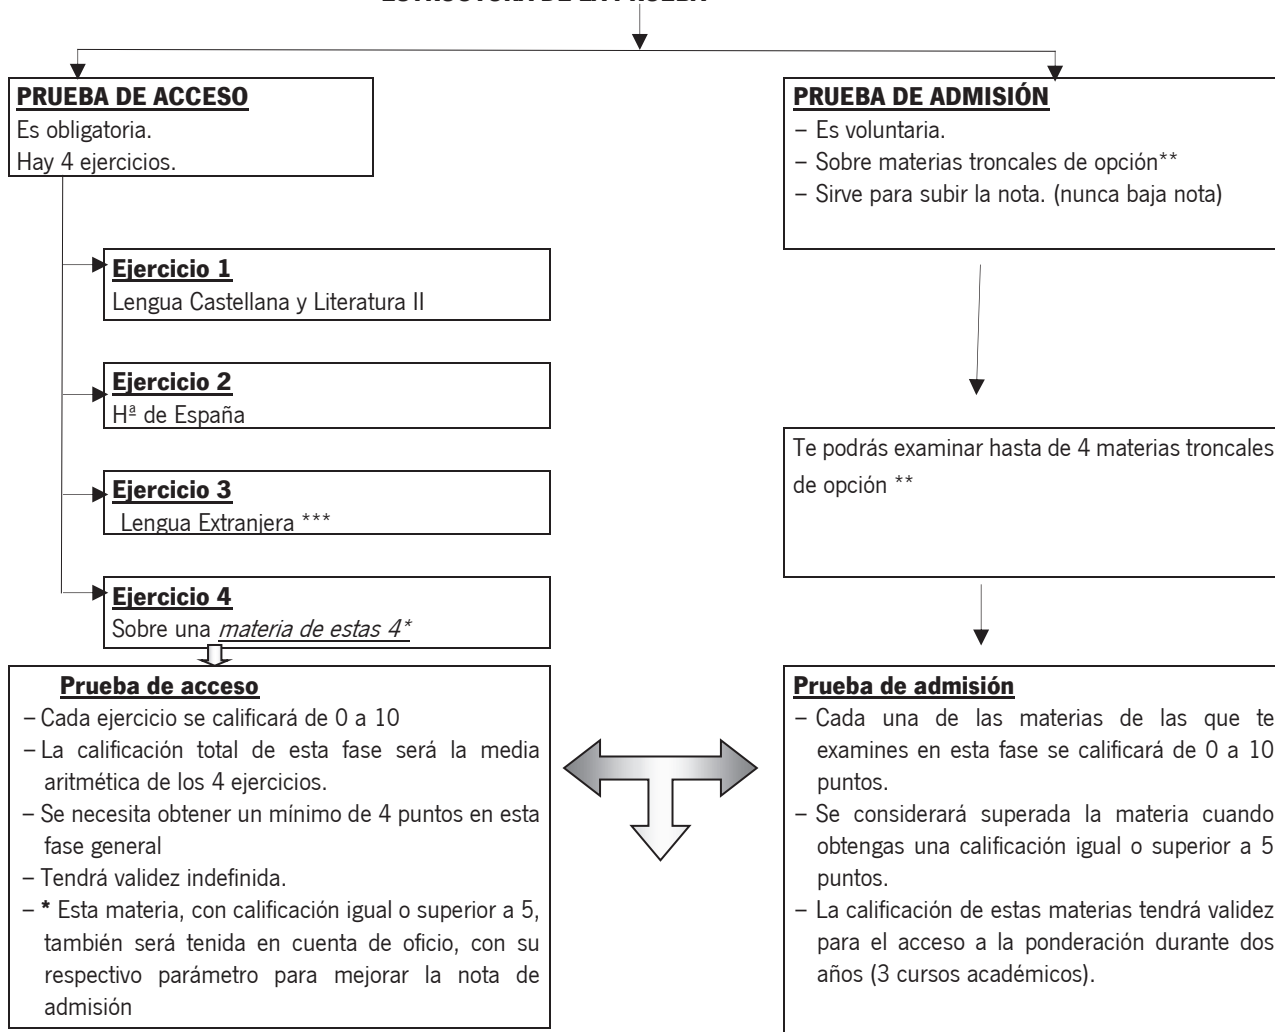 ESTRUCTURA DE LA PRUEBA
PRUEBA DE ACCESO
Es obligatoria.
Hay 4 ejercicios.
Ejercicio 1
Lengua Castellana y Literatura II
Ejercicio 2
Hª de España
Ejercicio 3
Lengua Extranjera ***
Ejercicio 4
Sobre una materia de estas 4*
Prueba de acceso
– Cada ejercicio se calificará de 0 a 10
– La calificación total de esta fase será la media
aritmética de los 4 ejercicios.
– Se necesita obtener un mínimo de 4 puntos en esta
fase general
– Tendrá validez indefinida.
– * Esta materia, con calificación igual o superior a 5,
también será tenida en cuenta de oficio, con su
respectivo parámetro para mejorar la nota de
admisión
PRUEBA DE ADMISIÓN
– Es voluntaria.
– Sobre materias troncales de opción**
– Sirve para subir la nota. (nunca baja nota)
Te podrás examinar hasta de 4 materias troncales
de opción **
Prueba de admisión
– Cada una de las materias de las que te
examines en esta fase se calificará de 0 a 10
puntos.
– Se considerará superada la materia cuando
obtengas una calificación igual o superior a 5
puntos.
– La calificación de estas materias tendrá validez
para el acceso a la ponderación durante dos
años (3 cursos académicos).